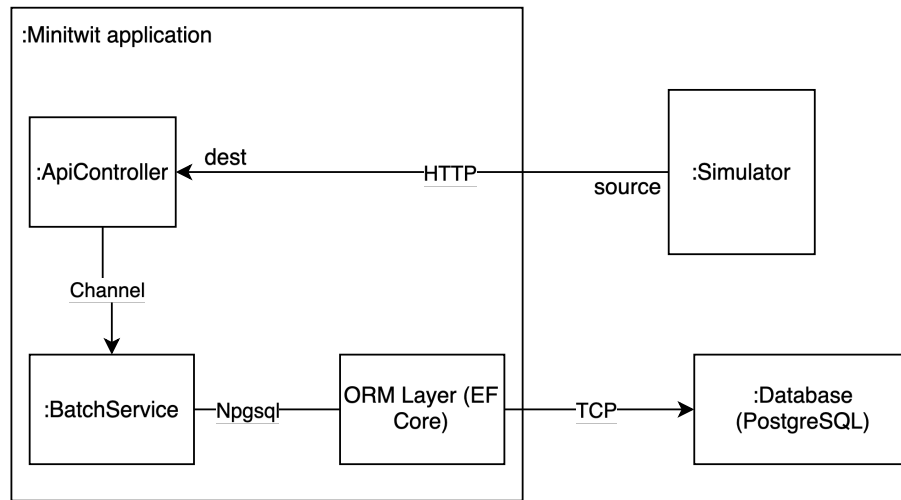 :Minitwit application
:ApiController
dest
HTTP
source
:Simulator
Channel
:BatchService
Npgsql
ORM Layer (EF
Core)
TCP
:Database
(PostgreSQL)